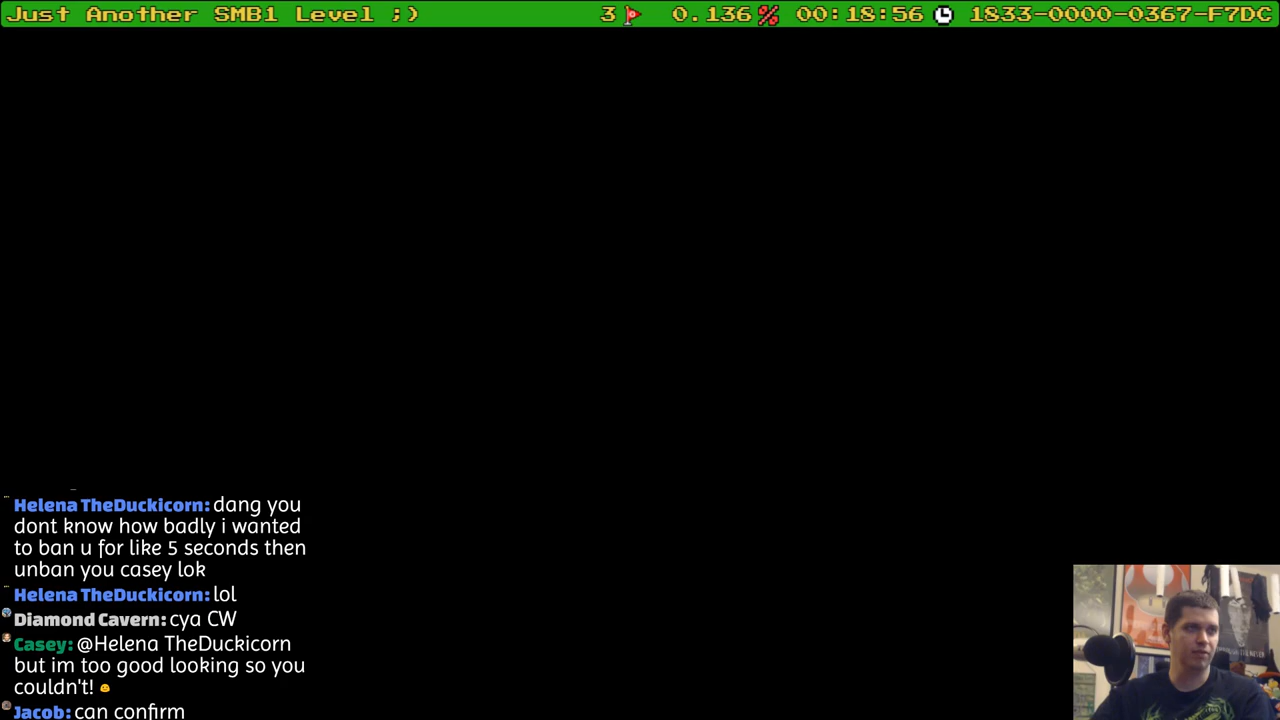 Just Another SMB1 Level ;) 3 0.136% 00:18:56 1833-0000-0367-F7DC
Helena TheDuckicorn: dang you
dont know how badly i wanted
to ban u for like 5 seconds then
unban you casey lok
Helena TheDuckicorn: lol
Diamond Cavern: cya CW
Casey: @Helena TheDuckicorn
but im too good looking so you
couldn't!
Jacob: can confirm